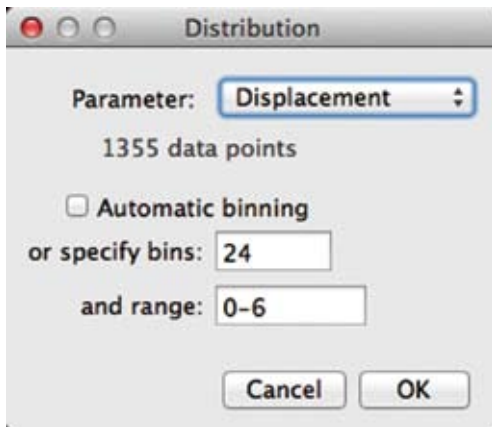 Distribution
Parameter: Displacement
1355 data points
Automatic binning
or specify bins: 24
and range: 0-6
Cancel OK